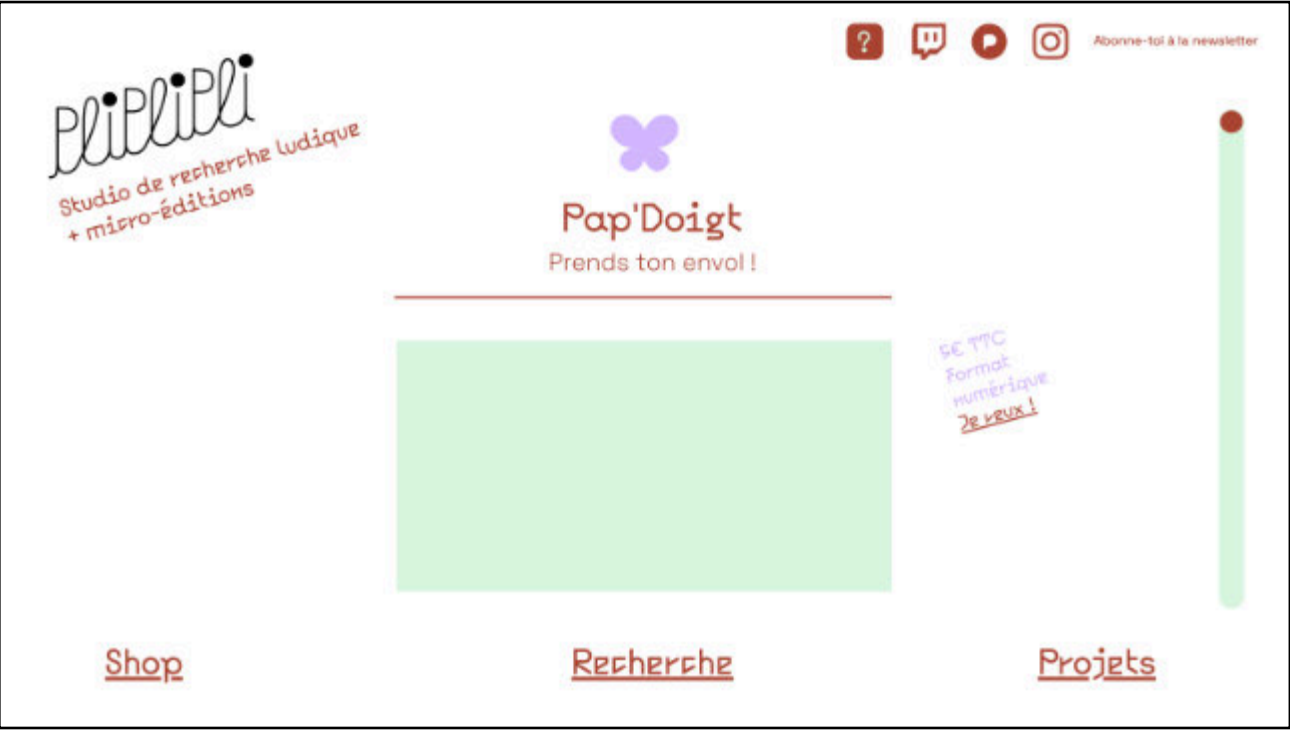 Abonne-toi à la newsletter
PliPliPli
Studio de recherche ludique
+ micro-éditions
Pap'Doigt
Prends ton envol !
5€ TTC
Format
numérique
Je veux !
Shop
Recherche
Projets